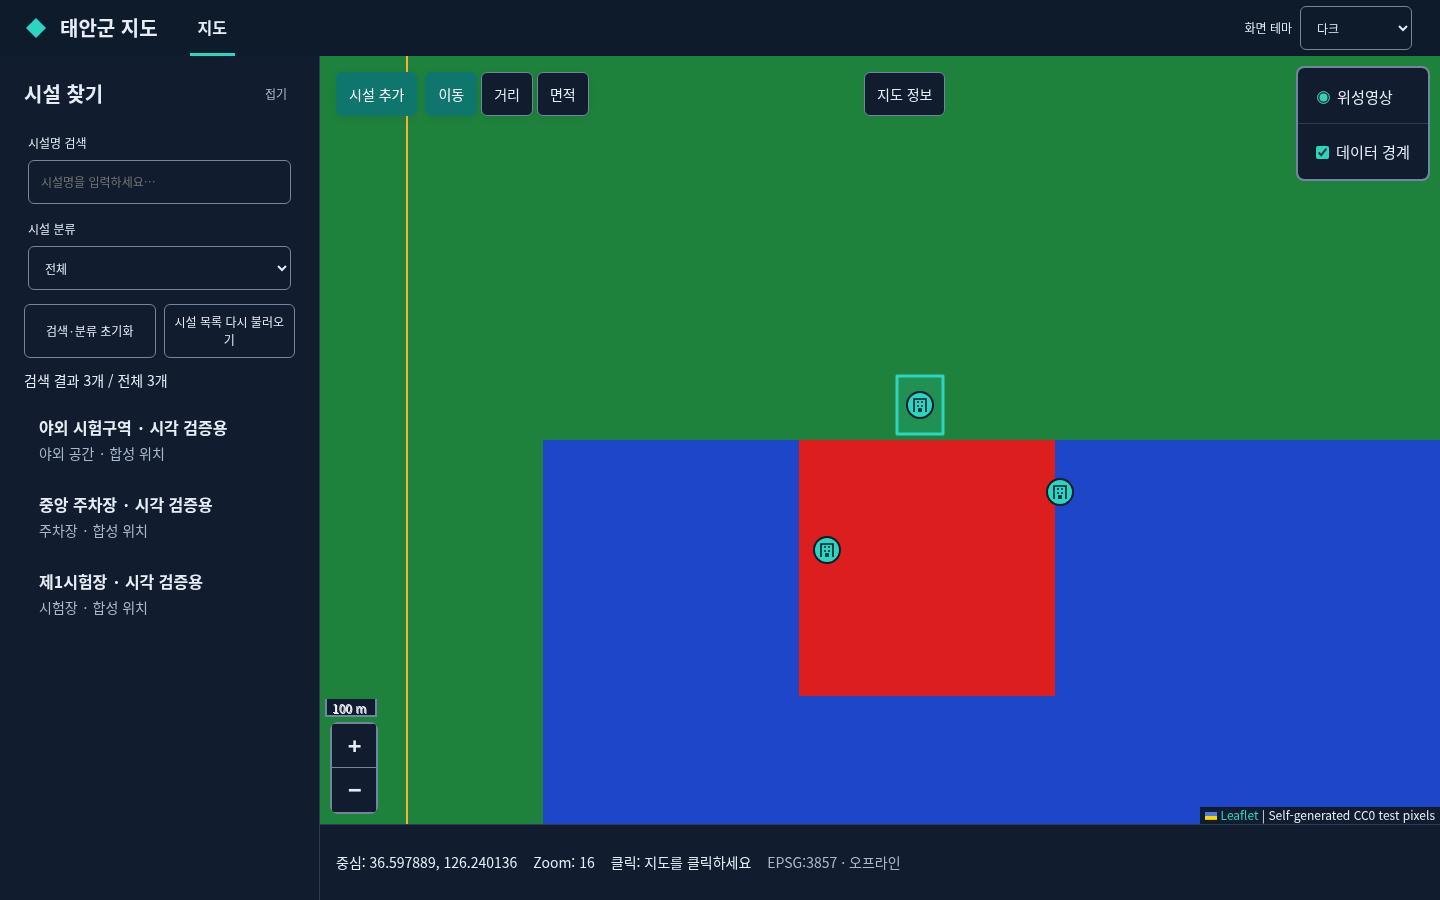 태안군 지도
지도
화면 테마
다크
시설 찾기
접기
시설명 검색
시설명을 입력하세요…
시설 분류
전체
검색·분류 초기화
시설 목록 다시 불러오
기
검색 결과 3개 / 전체 3개
야외 시험구역 · 시각 검증용
야외 공간 · 합성 위치
중앙 주차장 · 시각 검증용
주차장 · 합성 위치
제1시험장 · 시각 검증용
시험장 · 합성 위치
시설 추가
이동
거리
면적
지도 정보
위성영상
데이터 경계
100 m
+
−
Leaflet | Self-generated CC0 test pixels
중심: 36.597889, 126.240136 Zoom: 16 클릭: 지도를 클릭하세요 EPSG:3857 · 오프라인